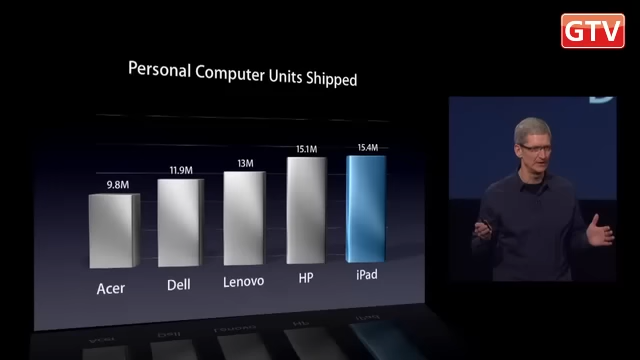 GTV
Personal Computer Units Shipped
9.8M
11.9M
13M
15.1M
15.4M
Acer
Dell
Lenovo
HP
iPad